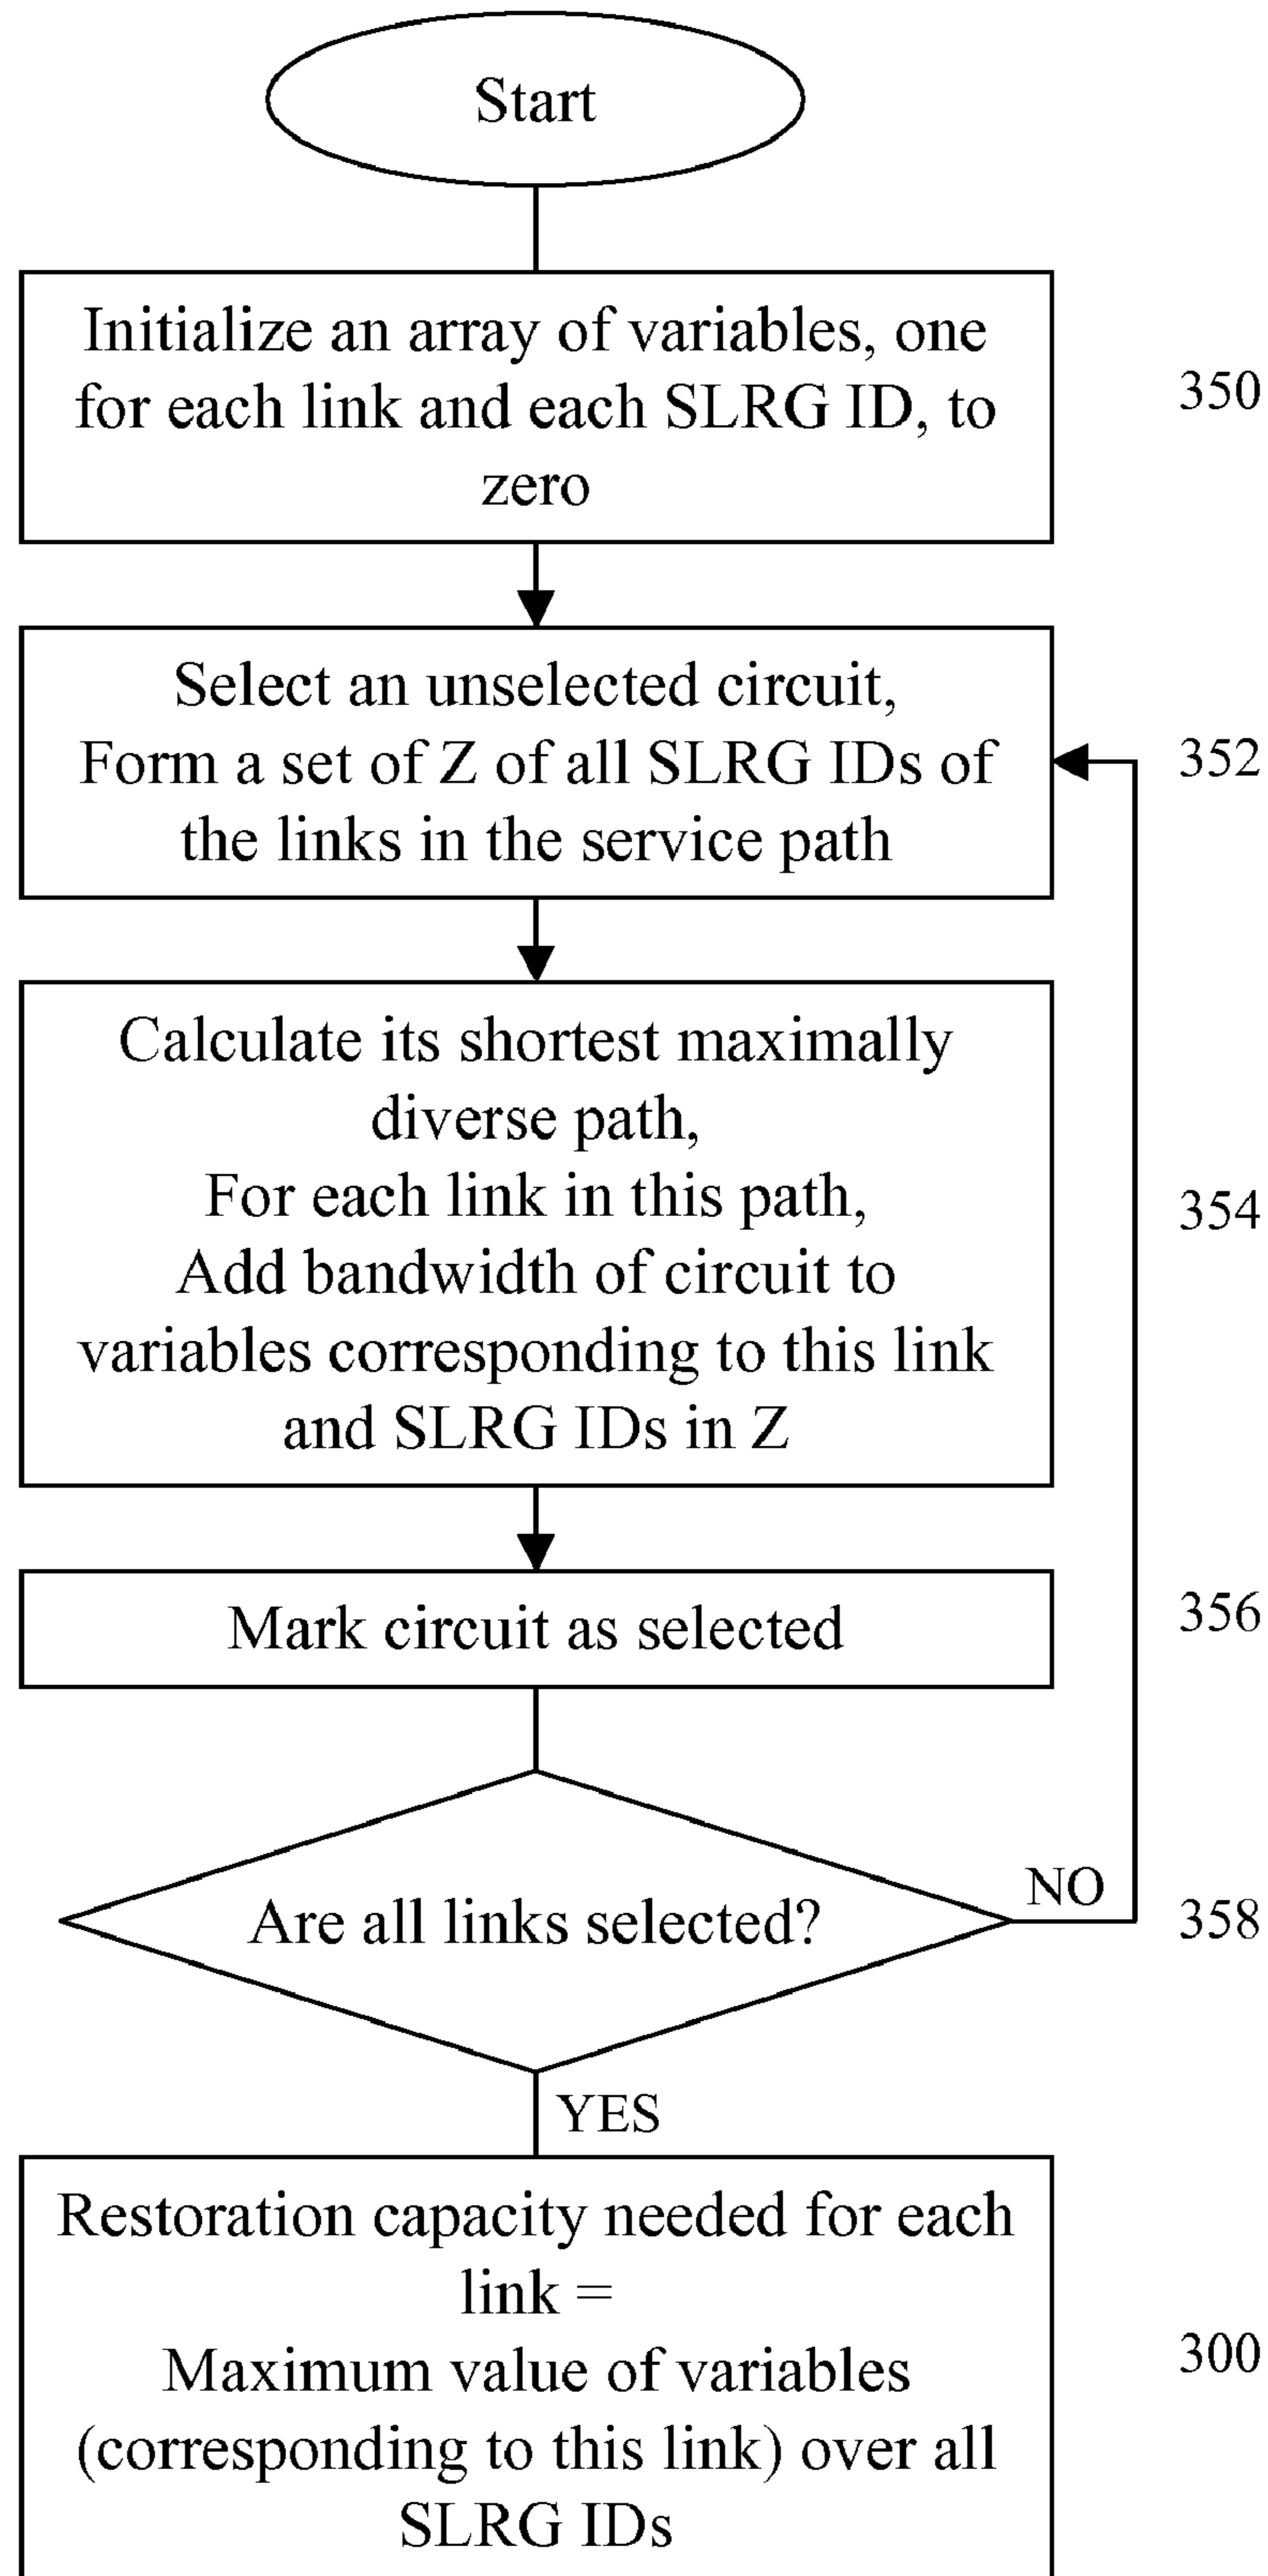 Start
Initialize an array of variables, one
for each link and each SLRG ID, to
zero
350
Select an unselected circuit,
Form a set of Z of all SLRG IDs of
the links in the service path
352
Calculate its shortest maximally
diverse path,
For each link in this path,
Add bandwidth of circuit to
variables corresponding to this link
and SLRG IDs in Z
354
Mark circuit as selected
356
Are all links selected?
NO
358
YES
Restoration capacity needed for each
link =
Maximum value of variables
(corresponding to this link) over all
SLRG IDs
300